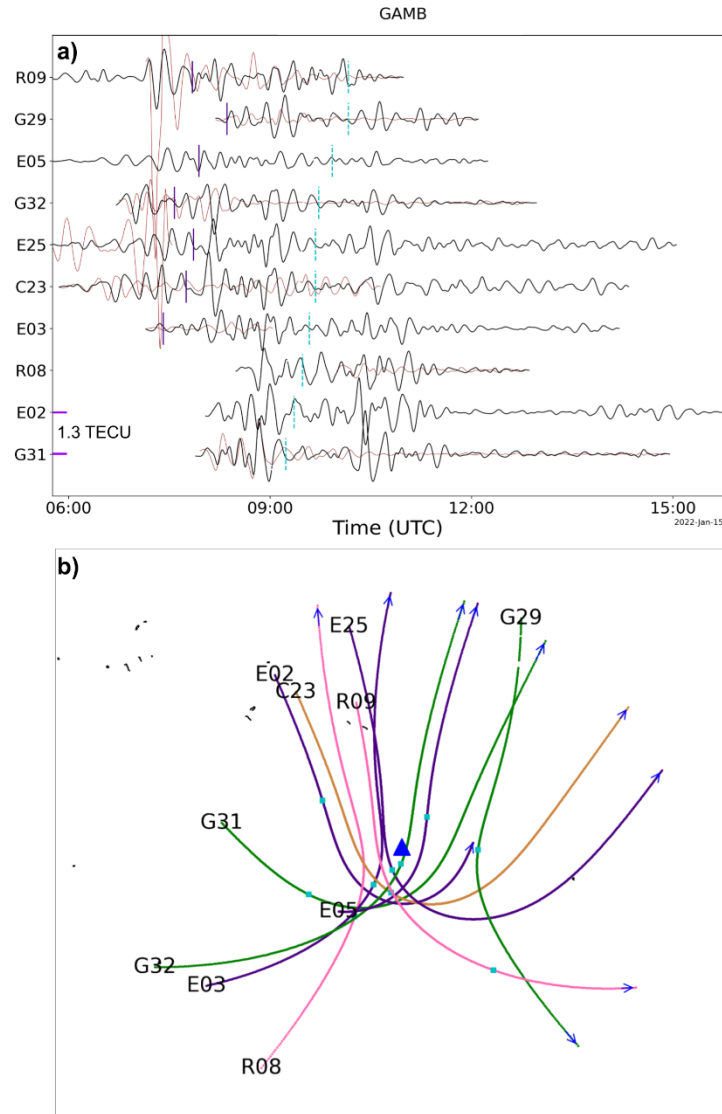 GAMB
a)
R09
G29
E05
G32
E25
C23
E03
R08
E02
1.3 TECU
G31
06:00 09:00 12:00 15:00
Time (UTC)
2022-Jan-15
b)
E25
G29
E02
C23
R09
G31
E05
G32
E03
R08